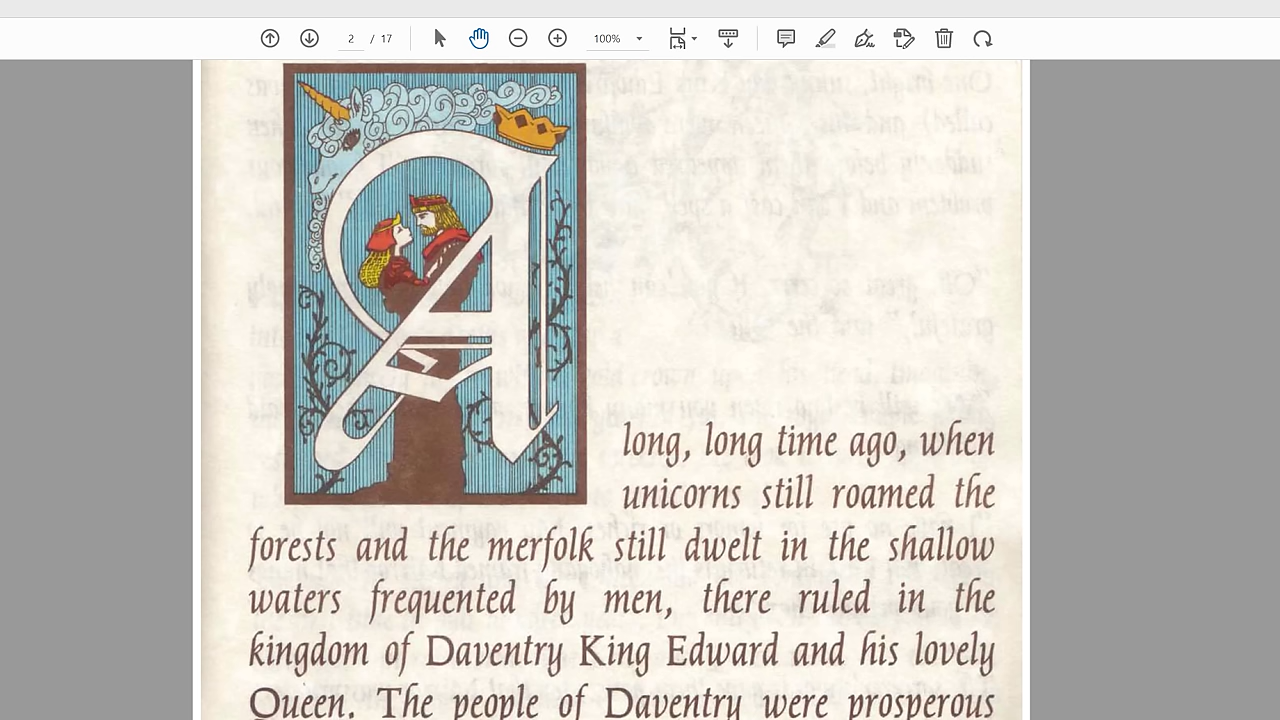 2 / 17
100%
A
long, long time ago, when
unicorns still roamed the
forests and the merfolk still dwelt in the shallow
waters frequented by men, there ruled in the
kingdom of Daventry King Edward and his lovely
Queen. The people of Daventry were prosperous